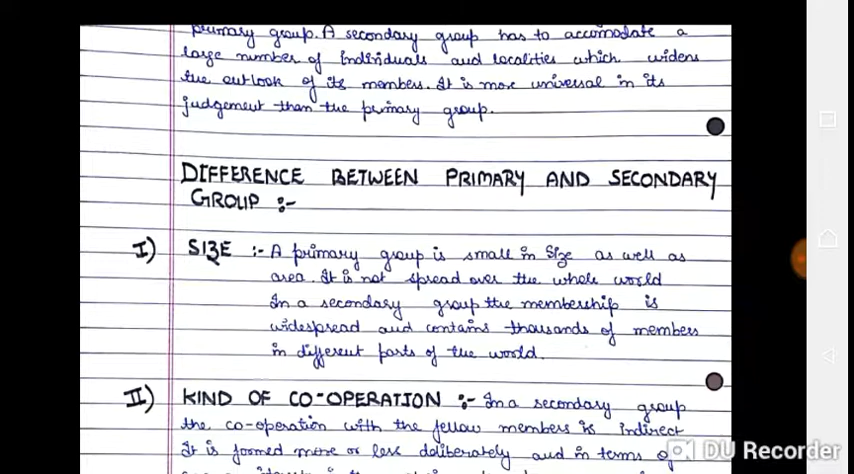 primary group. A secondary group has to accomodate a
large number of individuals and localities which widens
the outlook of its members. It is more universal in its
judgement than the primary group.
DIFFERENCE BETWEEN PRIMARY AND SECONDARY
GROUP :-
I) SIZE :- A primary group is small in size as well as
area. It is not spread over the whole world
In a secondary group the membership is
widespread and contains thousands of members
in different parts of the world.
II) KIND OF CO-OPERATION :- In a secondary group
the co-operation with the fellow members is indirect
It is formed more or less deliberately and in terms of
DU Recorder